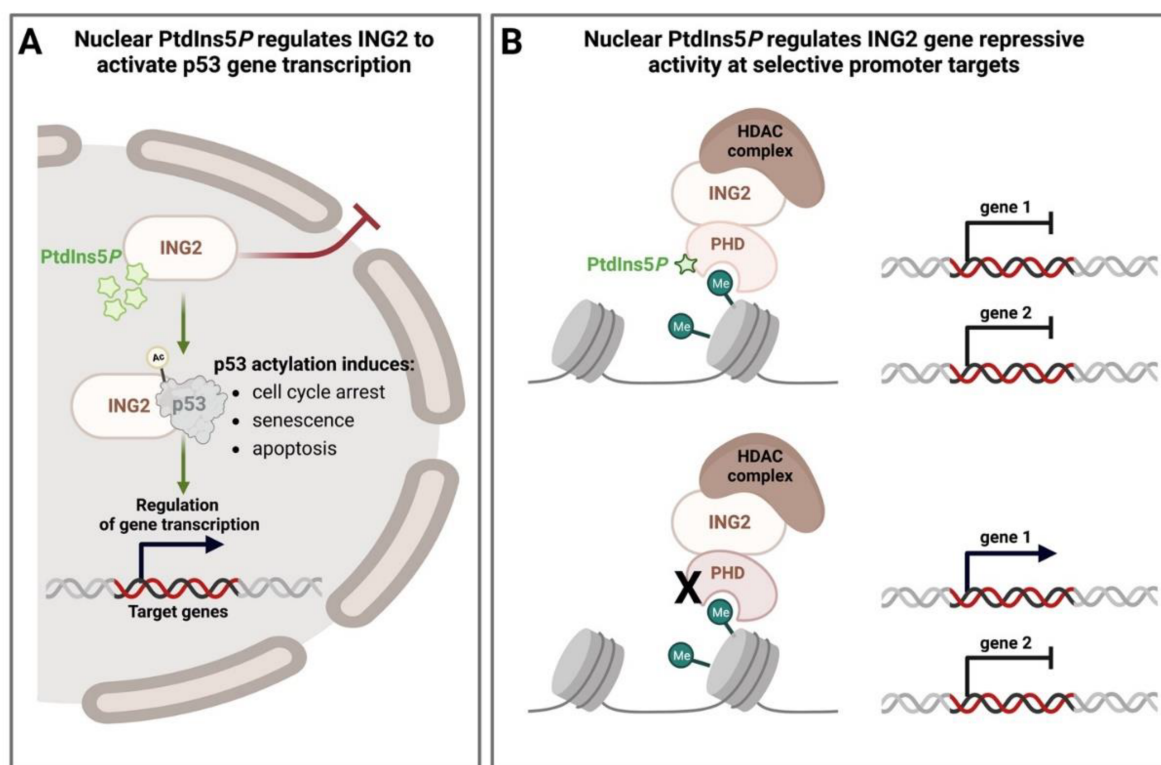 A
Nuclear PtdIns5P regulates ING2 to
activate p53 gene transcription
ING2
PtdIns5P
Ac
ING2
p53
p53 actylation induces:
• cell cycle arrest
• senescence
• apoptosis
Regulation
of gene transcription
Target genes
B
Nuclear PtdIns5P regulates ING2 gene repressive
activity at selective promoter targets
HDAC
complex
ING2
PHD
PtdIns5P
Me
Me
gene 1
gene 2
HDAC
complex
ING2
X
PHD
Me
Me
gene 1
gene 2